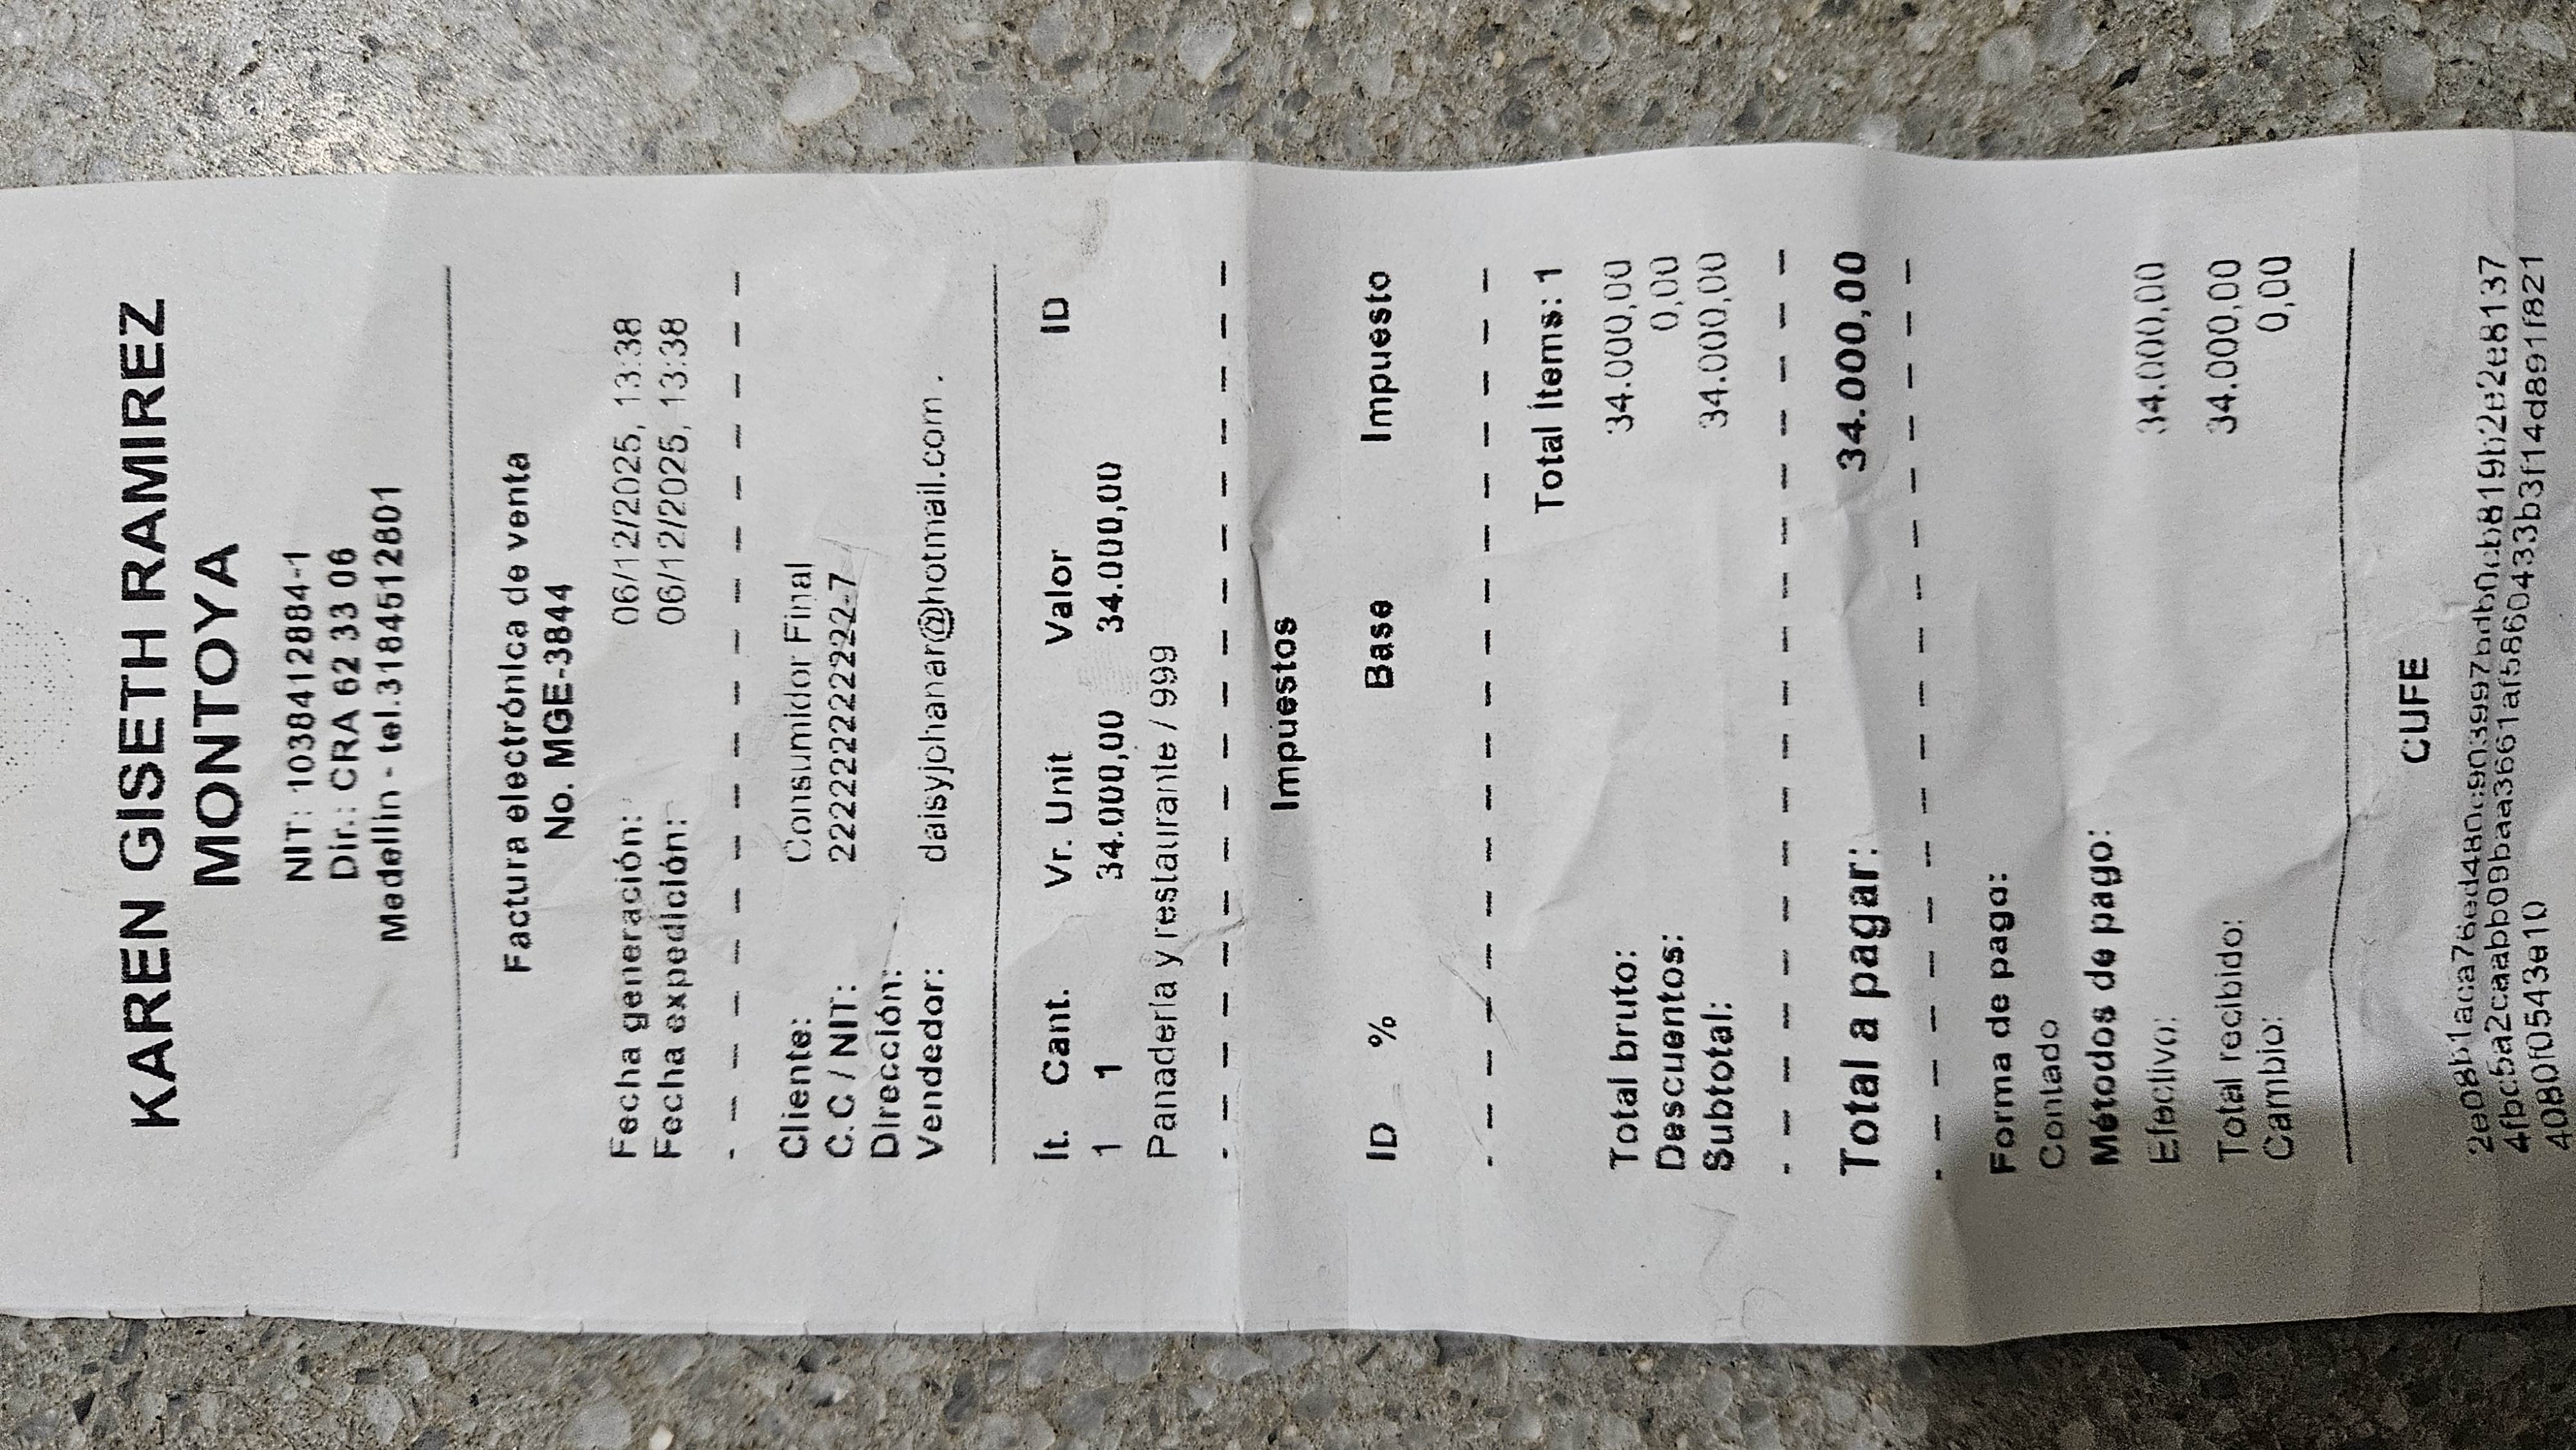 KAREN GISETH RAMIREZ
MONTOYA
NIT: 1038412884-1
Dir.: CRA 62 33 06
Medellín - tel.3184512801
Factura electrónica de venta
No. MGE-3844
Fecha generación: 06/12/2025, 13:38
Fecha expedición: 06/12/2025, 13:38
Cliente: Consumidor Final
C.C / NIT: 222222222222-7
Dirección:
Vendedor: daisyjohanar@hotmail.com .
Ít. Cant. Vr. Unit Valor ID
1 1 34.000,00 34.000,00
Panadería y restaurante / 999
Impuestos
ID % Base Impuesto
Total Ítems: 1
Total bruto: 34.000,00
Descuentos: 0,00
Subtotal: 34.000,00
Total a pagar: 34.000,00
Forma de pago:
Contado
Métodos de pago:
Efectivo: 34.000,00
Total recibido: 34.000,00
Cambio: 0,00
CUFE
4080f0543e10